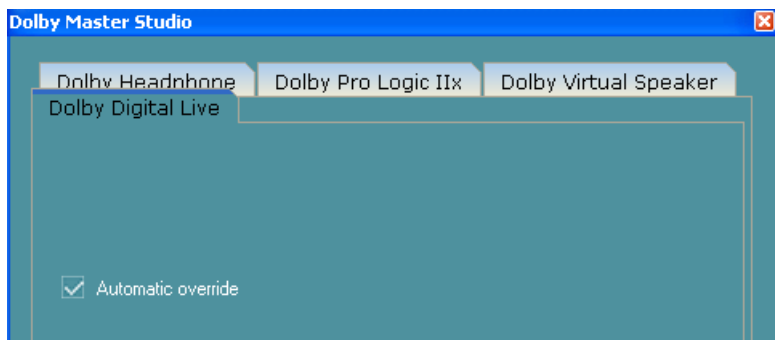 Dolby Master Studio
Dolby Headphone Dolby Pro Logic IIx Dolby Virtual Speaker
Dolby Digital Live
Automatic override